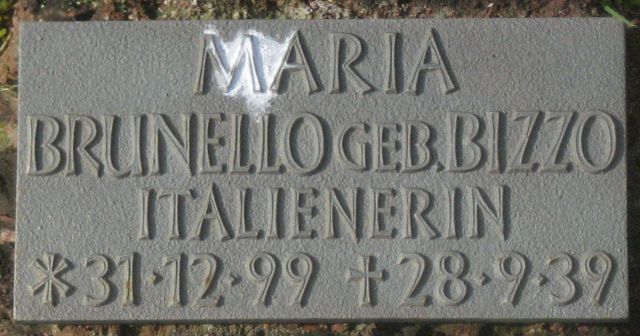 MARIA
BRUNELLO GEB. BIZZO
ITALIENERIN
* 31·12·99 † 28·9·39